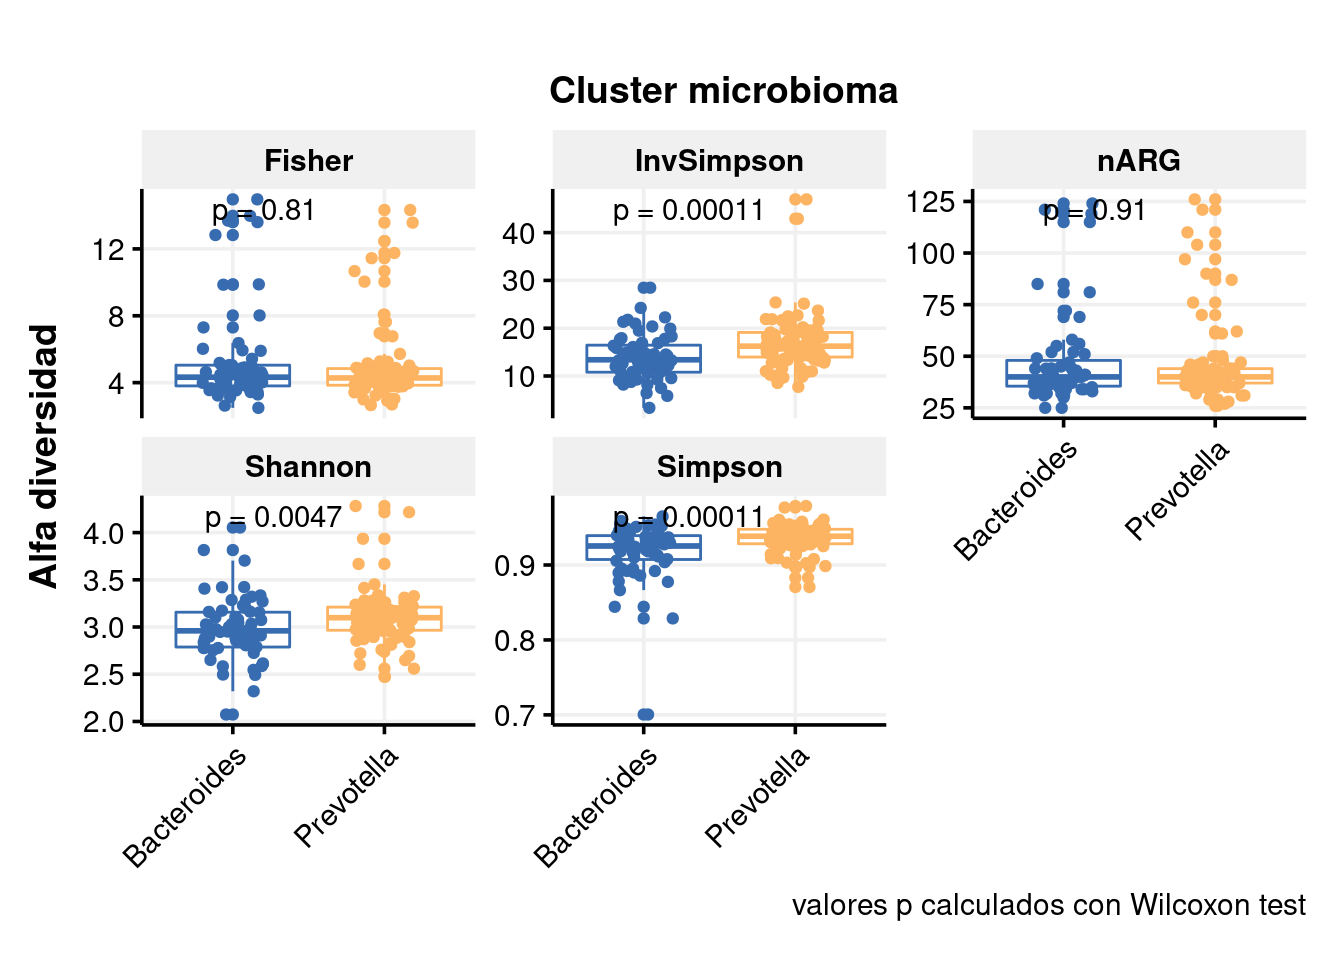 Cluster microbioma
Fisher
InvSimpson
nARG
p = 0.81
p = 0.00011
p = 0.91
12
8
4
40
30
20
10
125
100
75
50
25
Alfa diversidad
Shannon
Simpson
p = 0.0047
p = 0.00011
4.0
3.5
3.0
2.5
2.0
0.9
0.8
0.7
Bacteroides
Prevotella
Bacteroides
Prevotella
Bacteroides
Prevotella
valores p calculados con Wilcoxon test